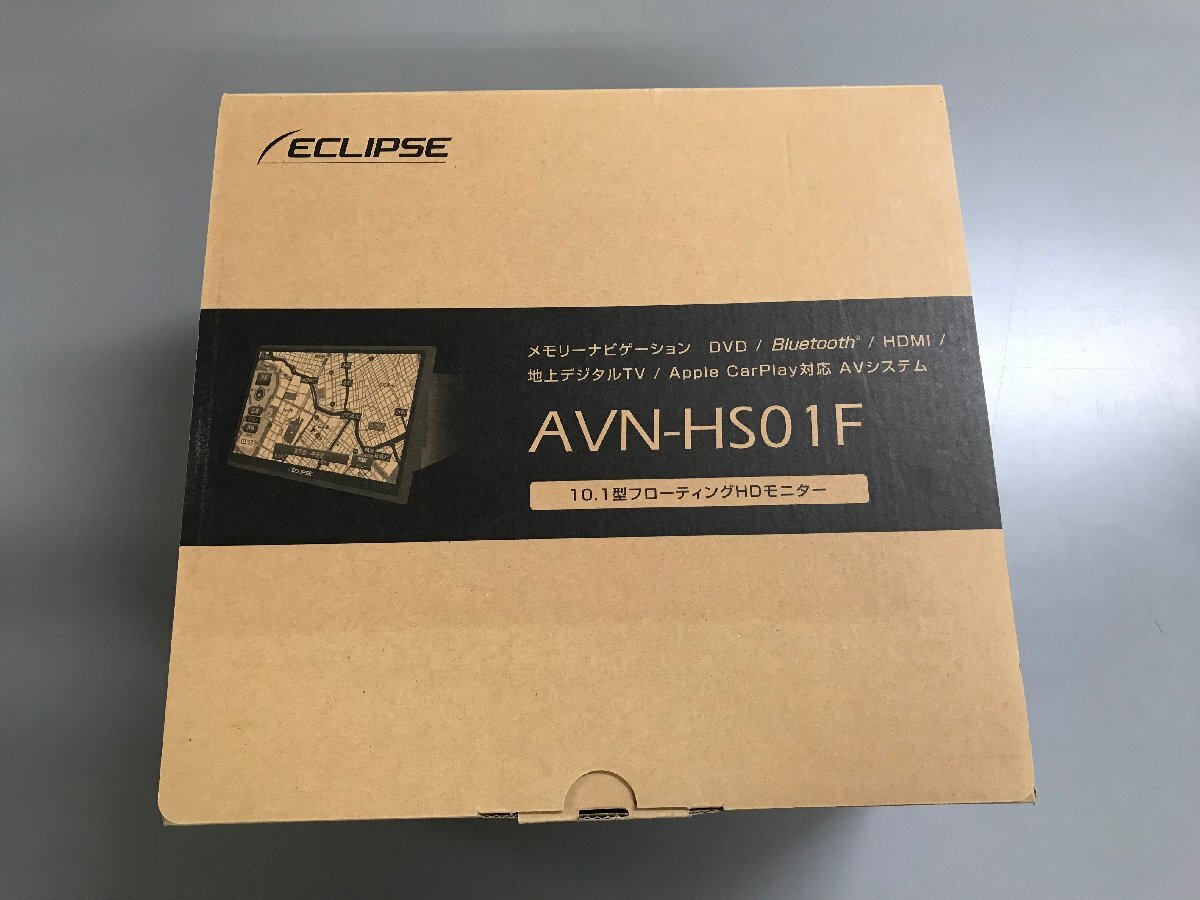 ECLIPSE
メモリーナビゲーション DVD / Bluetooth® / HDMI /
地上デジタルTV / Apple CarPlay対応 AVシステム
AVN-HS01F
10.1型フローティングHDモニター
ECLIPSE